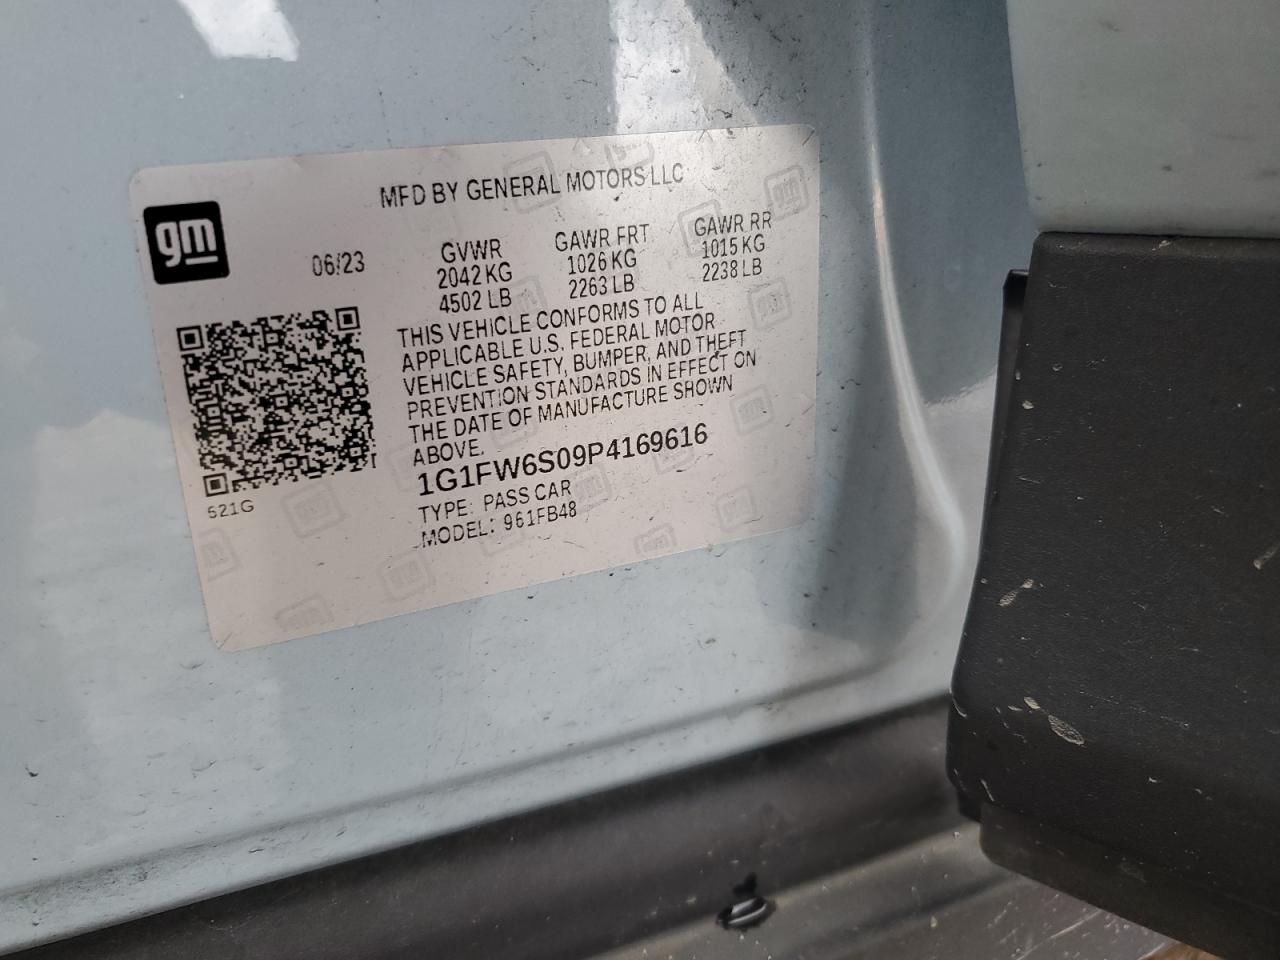 MFD BY GENERAL MOTORS LLC
gm
06/23 GVWR GAWR FRT GAWR RR
2042 KG 1026 KG 1015 KG
4502 LB 2263 LB 2238 LB
THIS VEHICLE CONFORMS TO ALL
APPLICABLE U.S. FEDERAL MOTOR
VEHICLE SAFETY, BUMPER, AND THEFT
PREVENTION STANDARDS IN EFFECT ON
THE DATE OF MANUFACTURE SHOWN
ABOVE.
1G1FW6S09P4169616
521G
TYPE: PASS CAR
MODEL: 961FB48